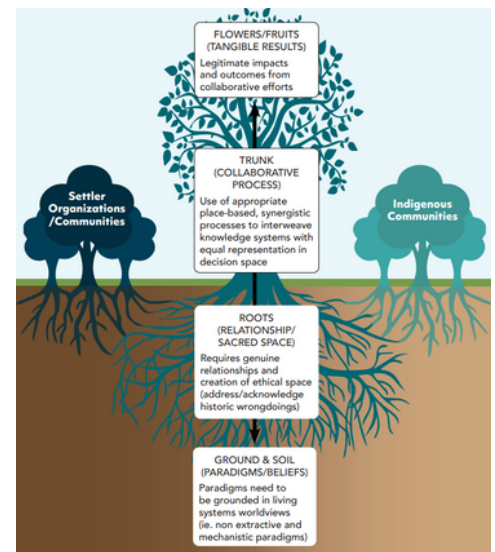 FLOWERS/FRUITS
(TANGIBLE RESULTS)
Legitimate impacts
and outcomes from
collaborative efforts
TRUNK
(COLLABORATIVE
PROCESS)
Use of appropriate
place-based, synergistic
processes to interweave
knowledge systems with
equal representation in
decision space
Settler
Organizations
/Communities
Indigenous
Communities
ROOTS
(RELATIONSHIP/
SACRED SPACE)
Requires genuine
relationships and
creation of ethical space
(address/acknowledge
historic wrongdoings)
GROUND & SOIL
(PARADIGMS/BELIEFS)
Paradigms need to
be grounded in living
systems worldviews
(ie. non extractive and
mechanistic paradigms)